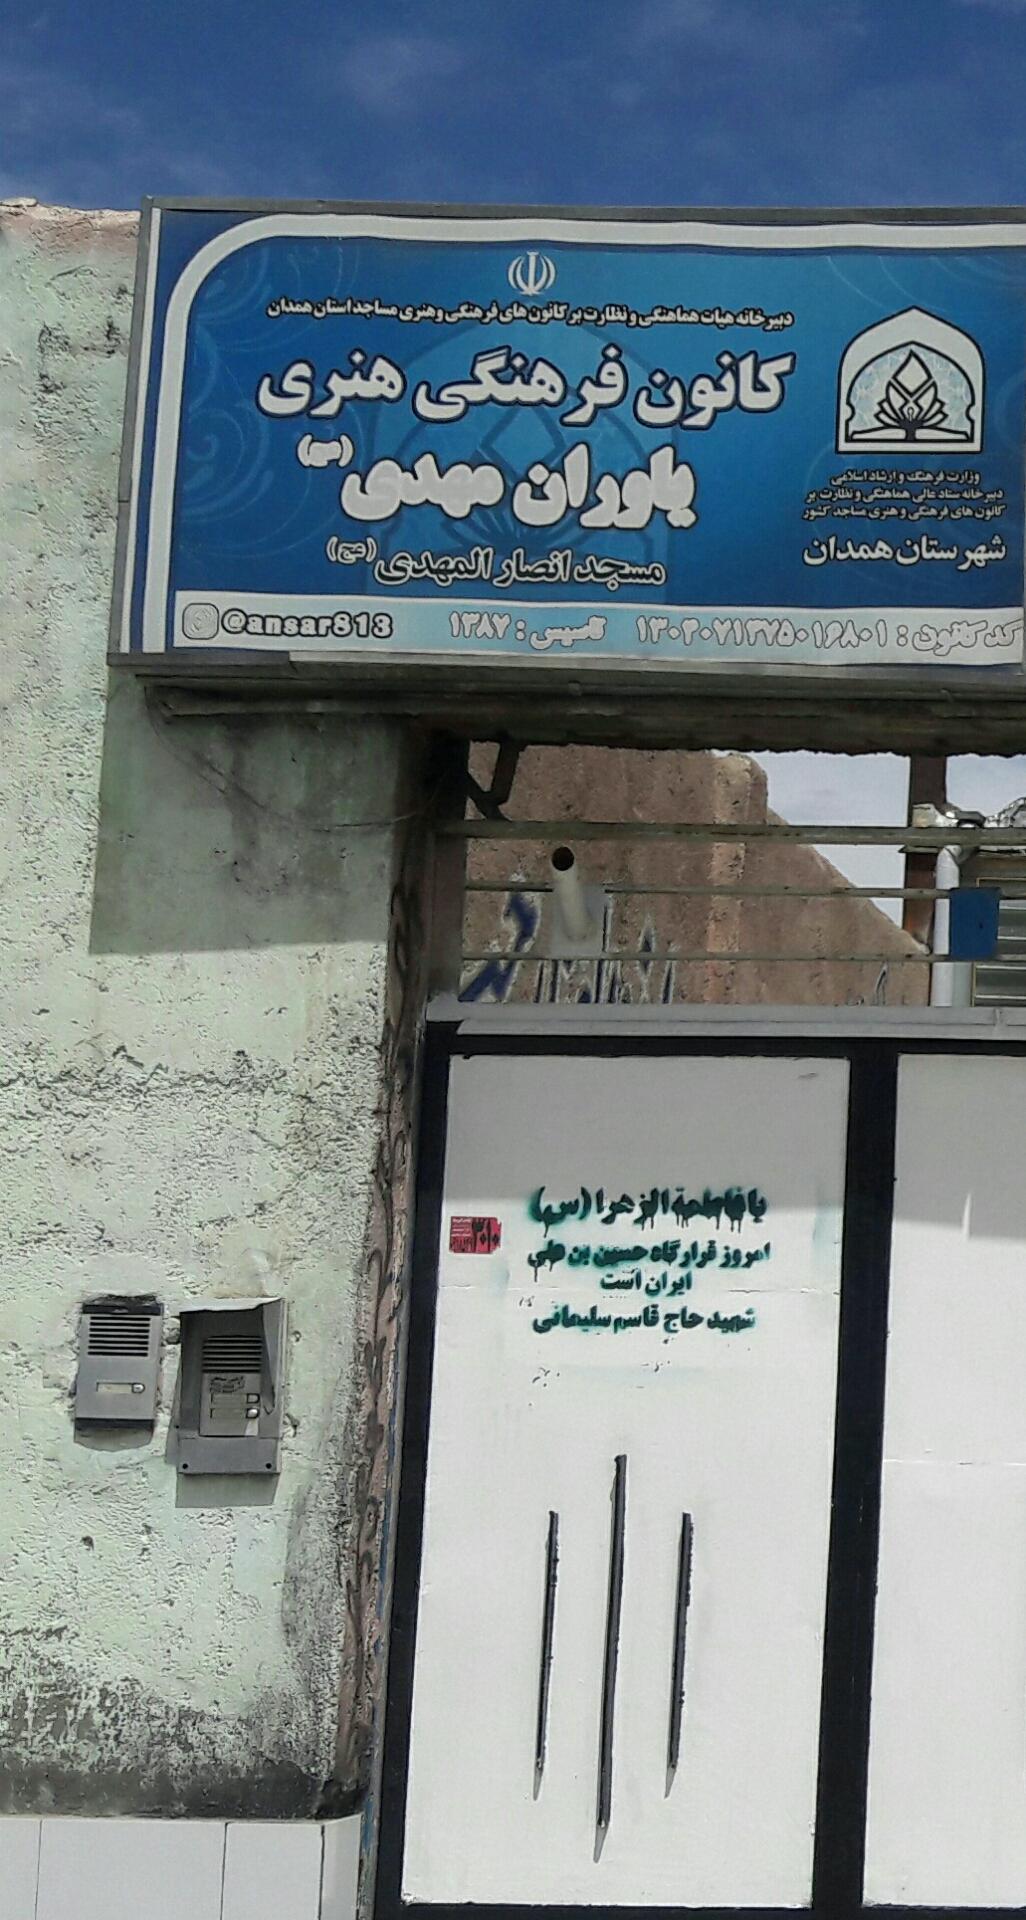 دبیرخانه هیات هماهنگی و نظارت بر کانون های فرهنگی و هنری مساجد استان همدان
کانون فرهنگی هنری
یاوران مهدی (عج)
مسجد انصار المهدی (عج)
وزارت فرهنگ و ارشاد اسلامی
دبیرخانه ستاد عالی هماهنگی و نظارت بر
کانون های فرهنگی و هنری مساجد کشور
شهرستان همدان
کد کانون : ۱۳۰۴۰۷۱۳۷۵۰۱۶۸۰۱ تاسیس : ۱۳۸۷ @ansar813
یا فاطمة الزهرا (س)
امروز قرارگاه حسین بن علی
ایران است
شهید حاج قاسم سلیمانی